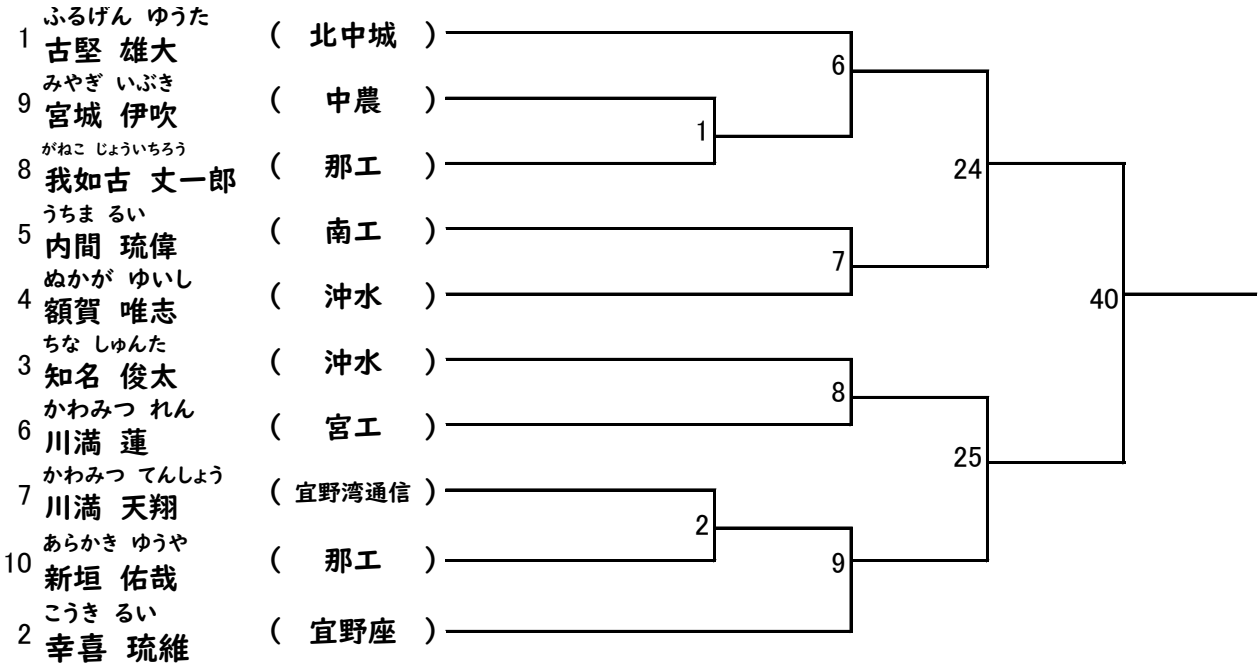 ふるげん ゆうた
1 古堅 雄大 ( 北中城 )
みやぎ いぶき
9 宮城 伊吹 ( 中農 )
がねこ じょういちろう
8 我如古 丈一郎 ( 那工 )
うちま るい
5 内間 琉偉 ( 南工 )
ぬかが ゆいし
4 額賀 唯志 ( 沖水 )
ちな しゅんた
3 知名 俊太 ( 沖水 )
かわみつ れん
6 川満 蓮 ( 宮工 )
かわみつ てんしょう
7 川満 天翔 ( 宜野湾通信 )
あらかき ゆうや
10 新垣 佑哉 ( 那工 )
こうき るい
2 幸喜 琉維 ( 宜野座 )
1
2
6
7
8
9
24
25
40